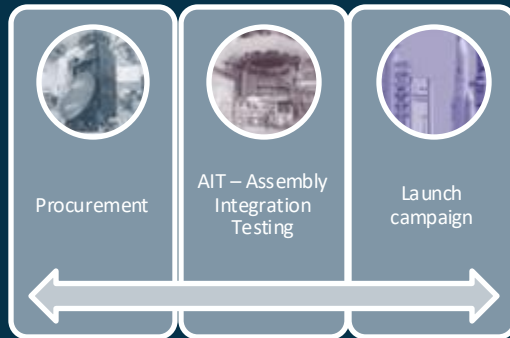 Procurement
AIT – Assembly
Integration
Testing
Launch
campaign